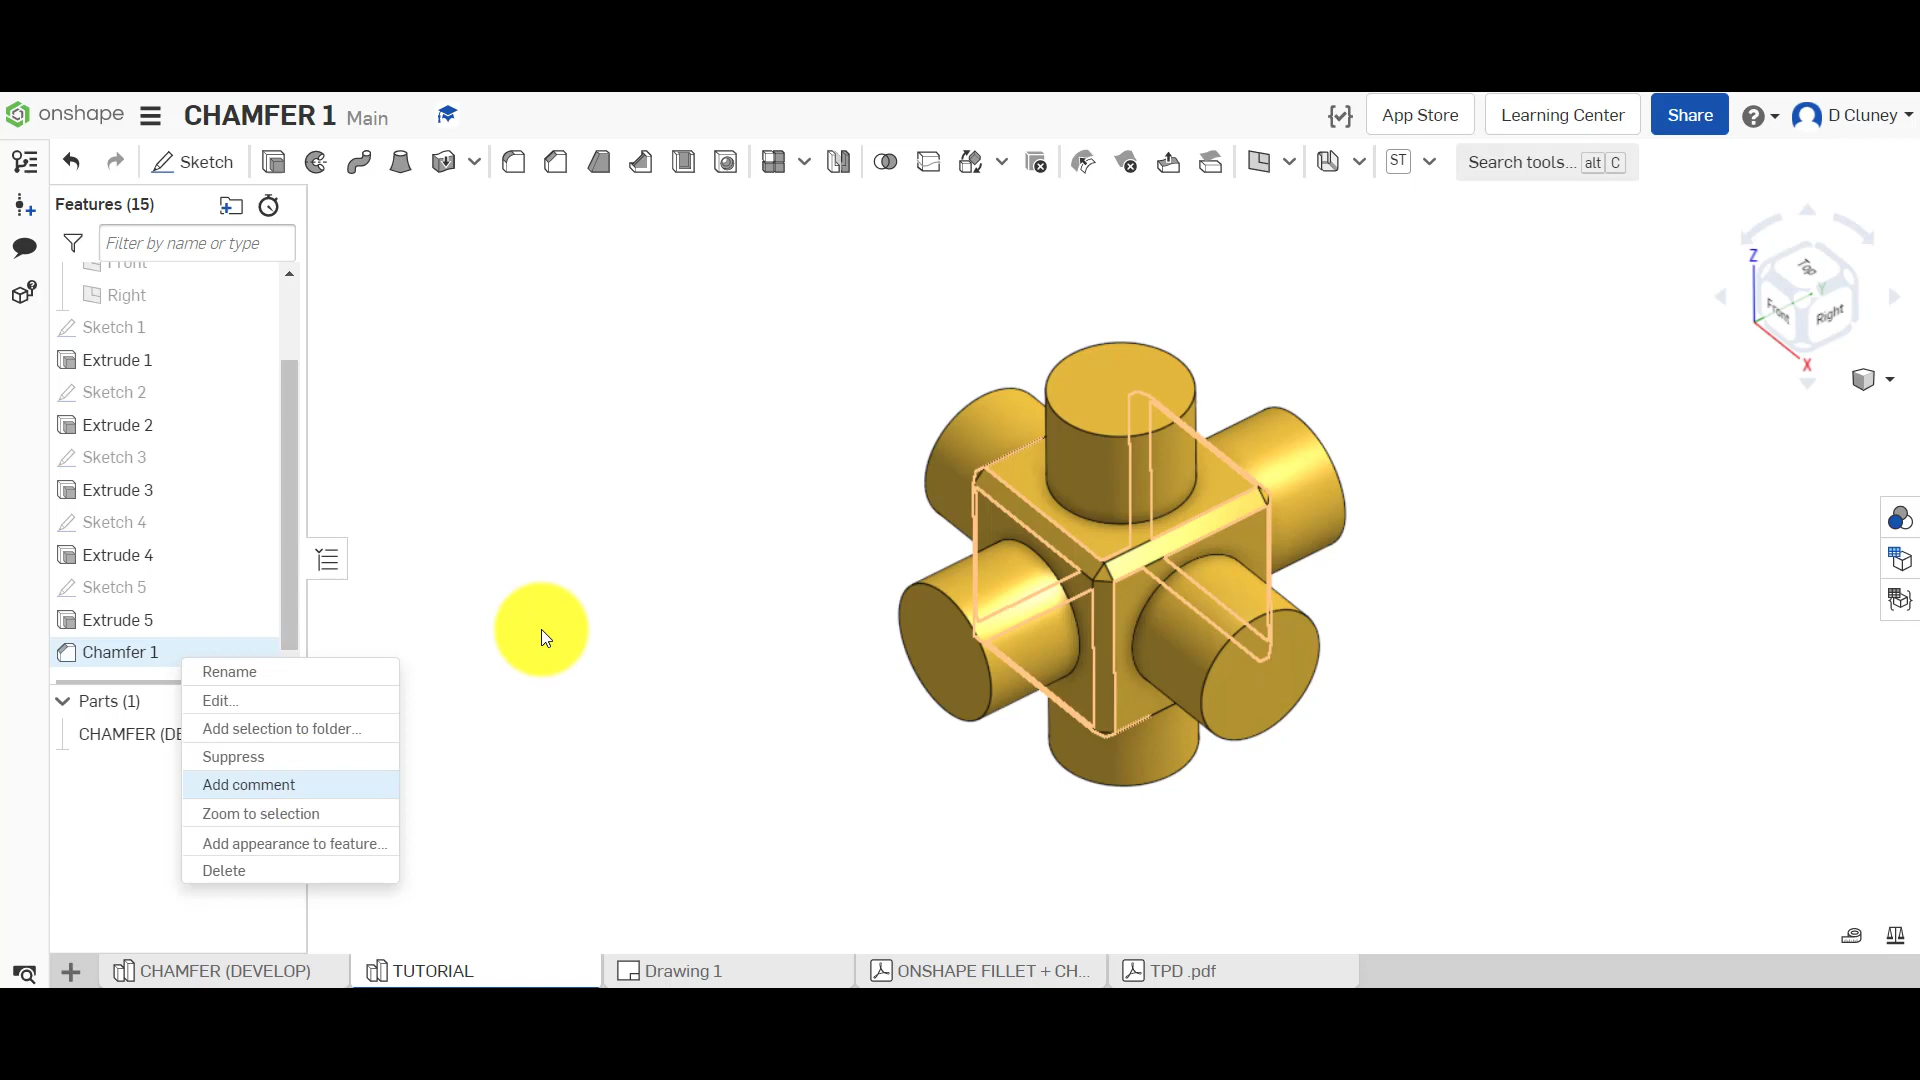 onshape
CHAMFER 1 Main
App Store
Learning Center
Share
D Cluney
Sketch
ST
Search tools... alt C
Features (15)
Filter by name or type
Front
Right
Sketch 1
Extrude 1
Sketch 2
Extrude 2
Sketch 3
Extrude 3
Sketch 4
Extrude 4
Sketch 5
Extrude 5
Chamfer 1
Parts (1)
CHAMFER (DE
Rename
Edit...
Add selection to folder...
Suppress
Add comment
Zoom to selection
Add appearance to feature...
Delete
Z
Top
Y
Front
Right
X
CHAMFER (DEVELOP)
TUTORIAL
Drawing 1
ONSHAPE FILLET + CH...
TPD .pdf